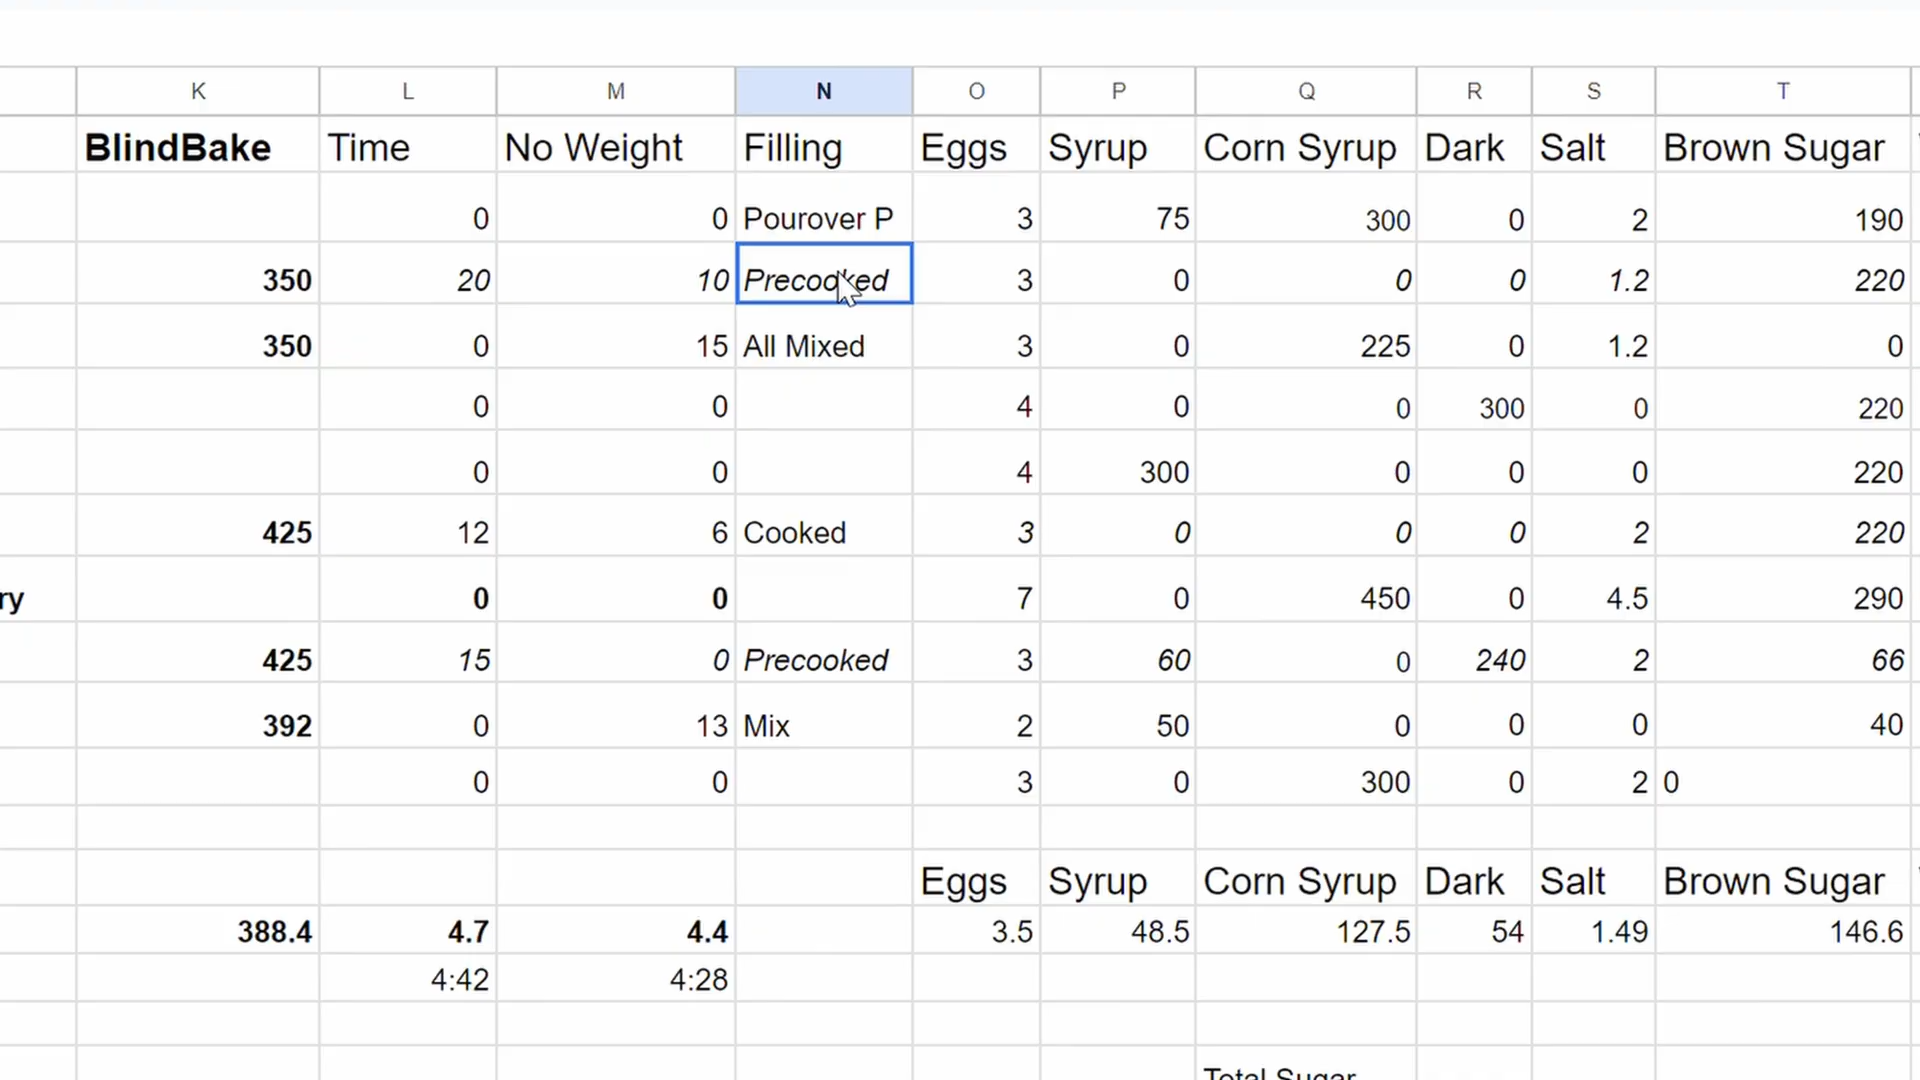 K L M N O P Q R S T
BlindBake Time No Weight Filling Eggs Syrup Corn Syrup Dark Salt Brown Sugar
0 0 Pourover P 3 75 300 0 2 190
350 20 10 Precooked 3 0 0 0 1.2 220
350 0 15 All Mixed 3 0 225 0 1.2 0
0 0 4 0 0 300 0 220
0 0 4 300 0 0 0 220
425 12 6 Cooked 3 0 0 0 2 220
ry 0 0 7 0 450 0 4.5 290
425 15 0 Precooked 3 60 0 240 2 66
392 0 13 Mix 2 50 0 0 0 40
0 0 3 0 300 0 2 0
Eggs Syrup Corn Syrup Dark Salt Brown Sugar
388.4 4.7 4.4 3.5 48.5 127.5 54 1.49 146.6
4:42 4:28
Total Sugar